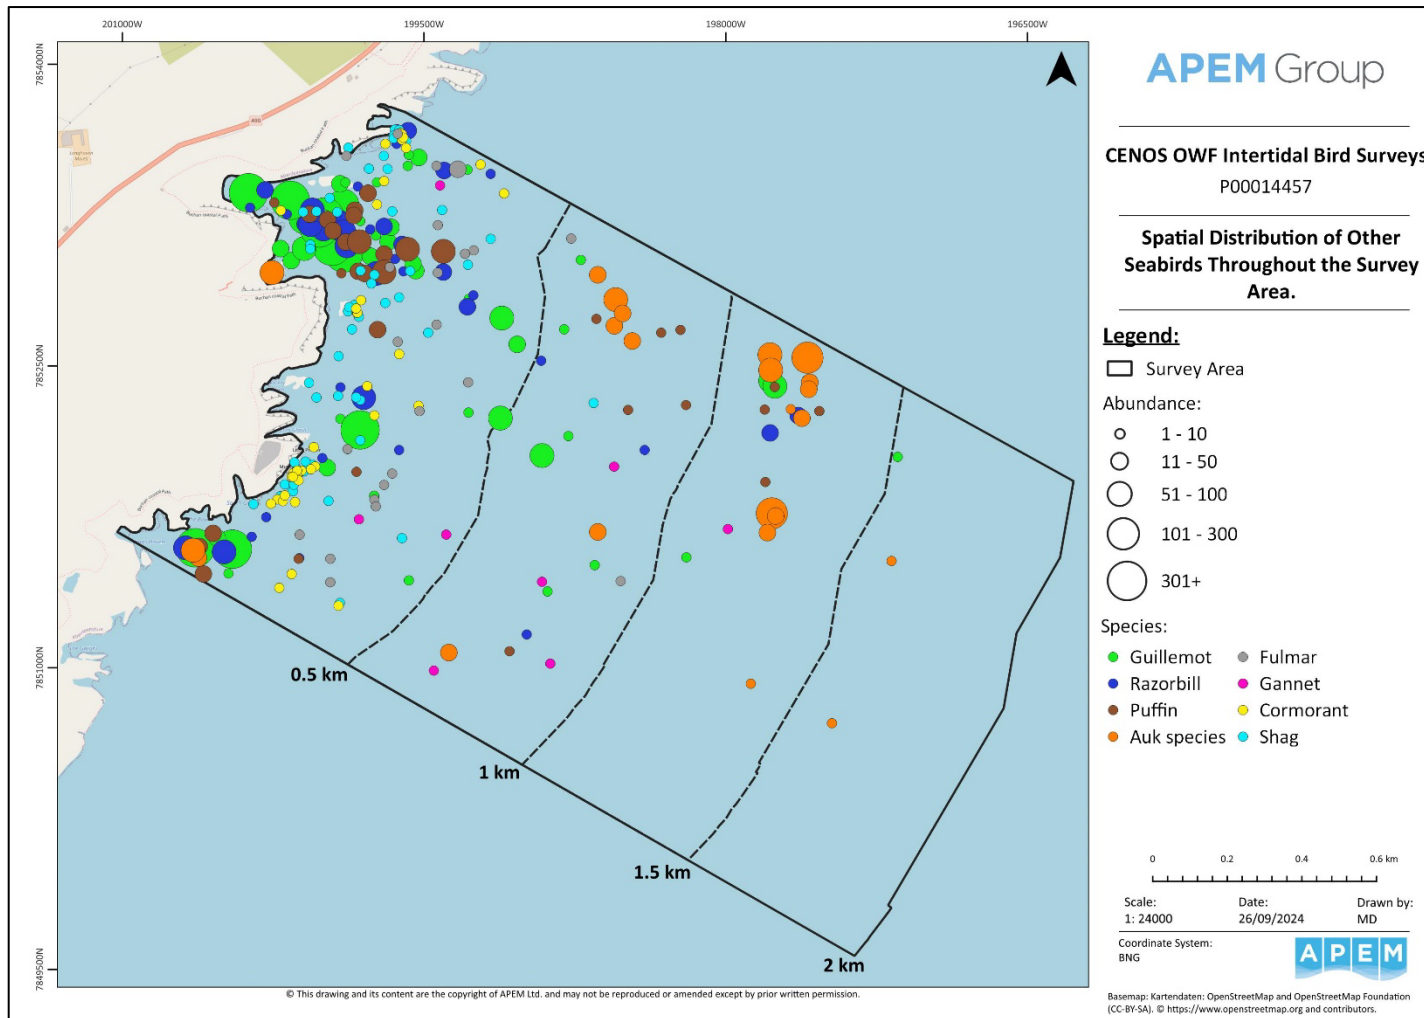 201000W
199500W
198000W
196500W
7854000N
7852500N
7851000N
7849500N
400
0.5 km
1 km
1.5 km
2 km
© This drawing and its content are the copyright of APEM Ltd. and may not be reproduced or amended except by prior written permission.
APEM Group
CENOS OWF Intertidal Bird Surveys
P00014457
Spatial Distribution of Other
Seabirds Throughout the Survey
Area.
Legend:
Survey Area
Abundance:
1 - 10
11 - 50
51 - 100
101 - 300
301+
Species:
Guillemot
Fulmar
Razorbill
Gannet
Puffin
Cormorant
Auk species
Shag
0
0.2
0.4
0.6 km
Scale:
Date:
Drawn by:
1: 24000
26/09/2024
MD
Coordinate System:
BNG
APEM
Basemap: Kartendaten: OpenStreetMap and OpenStreetMap Foundation
(CC-BY-SA). © https://www.openstreetmap.org and contributors.